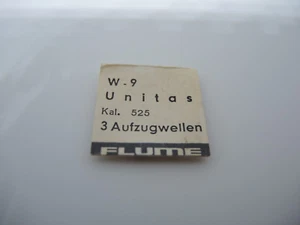 W-9
Unitas
Kal. 525
3 Aufzugwellen
FLUME